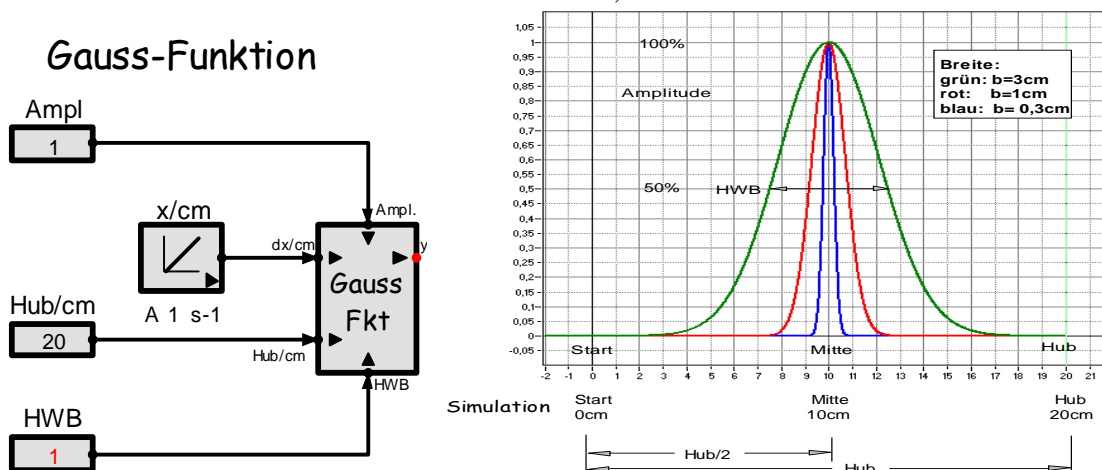 Gauss-Funktion
Ampl
1
x/cm
A 1 s-1
Hub/cm
20
HWB
1
Ampl.
dx/cm
y
Gauss
Fkt
Hub/cm
HWB
1,05
1
0,95
0,9
0,85
0,8
0,75
0,7
0,65
0,6
0,55
0,5
0,45
0,4
0,35
0,3
0,25
0,2
0,15
0,1
0,05
0
-0,05
100%
Amplitude
50%
HWB
Breite:
grün: b=3cm
rot: b=1cm
blau: b= 0,3cm
Start
Mitte
Hub
-2 -1 0 1 2 3 4 5 6 7 8 9 10 11 12 13 14 15 16 17 18 19 20 21
Simulation
Start
0cm
Mitte
10cm
Hub
20cm
Hub/2
Hub